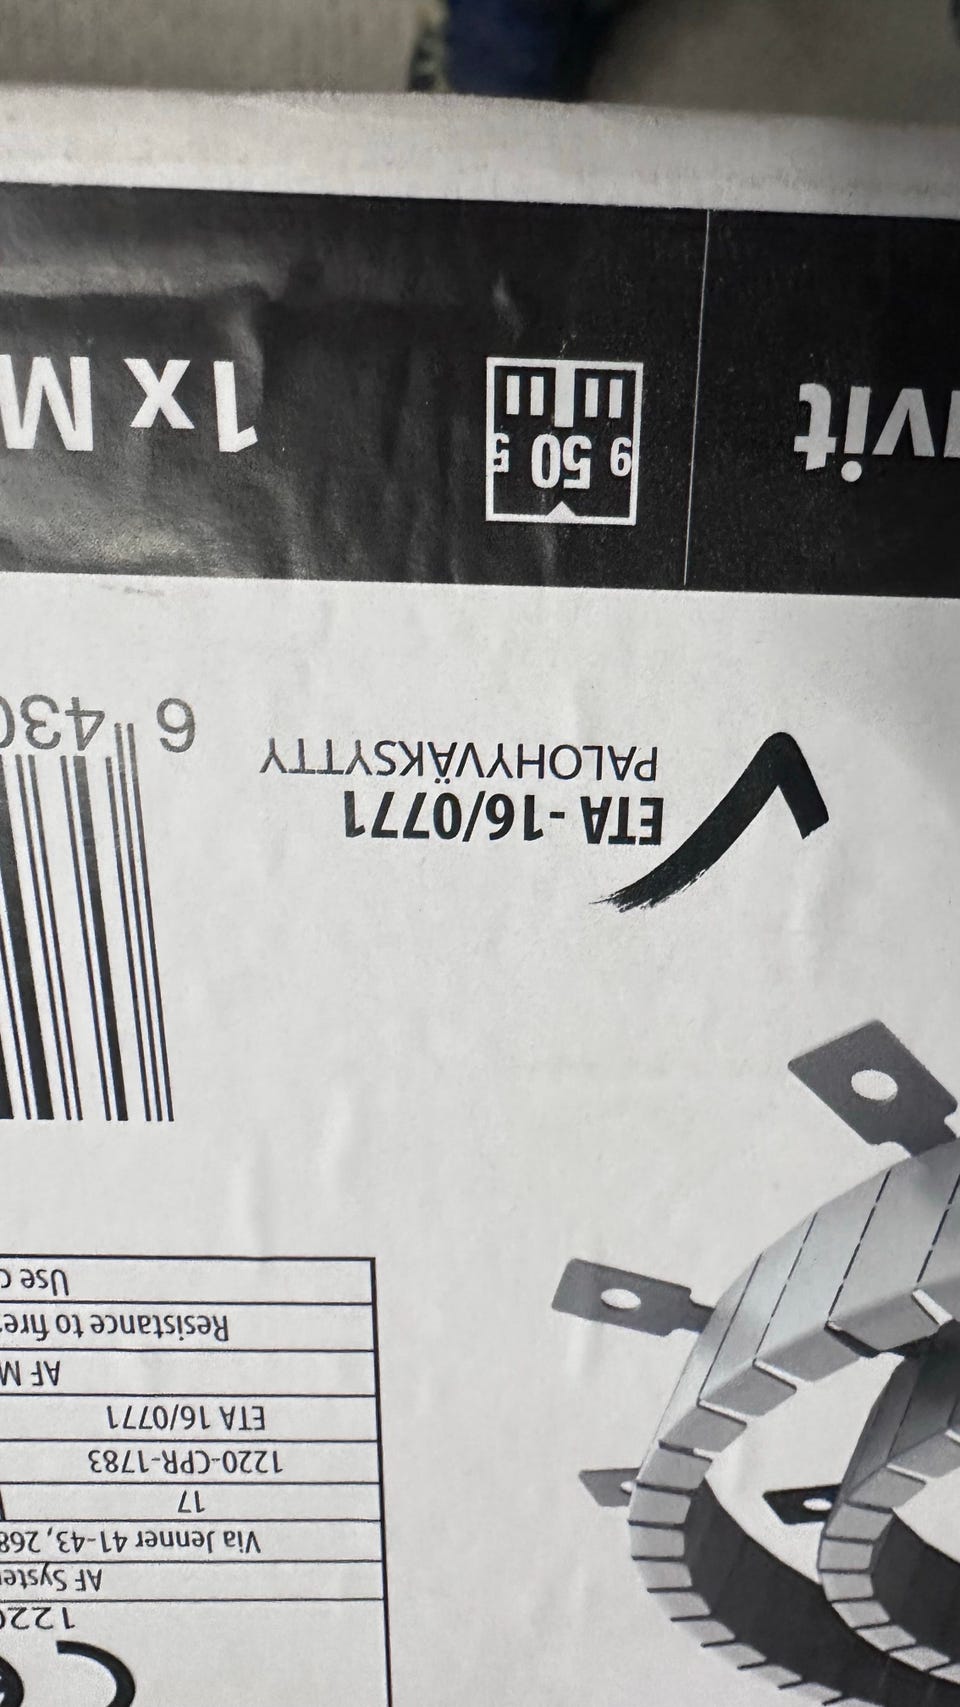 CE
122
AF Syste
Via Jenner 41-43, 268
17
1220-CPR-1783
ETA 16/0771
AF M
Resistance to fire:
Use
ETA -16/0771
PALOHYVÄKSYTTY
6 430
9 50 5
vit
1x M